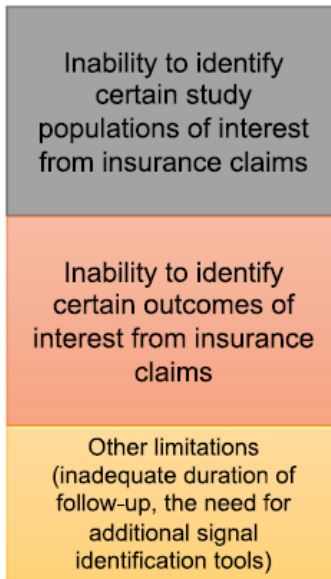 Inability to identify
certain study
populations of interest
from insurance claims
Inability to identify
certain outcomes of
interest from insurance
claims
Other limitations
(inadequate duration of
follow-up, the need for
additional signal
identification tools)